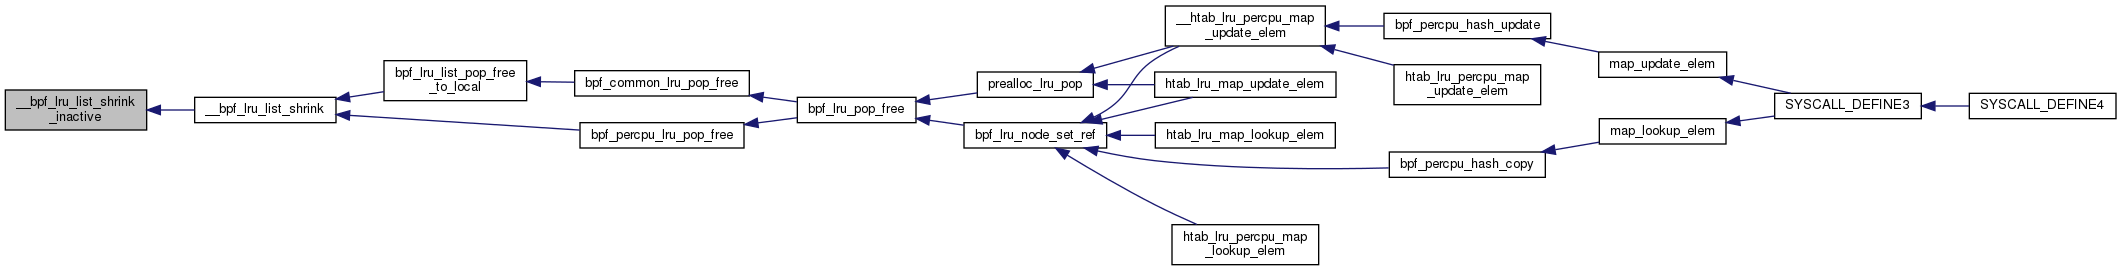 __bpf_lru_list_shrink
_inactive
__bpf_lru_list_shrink
bpf_lru_list_pop_free
_to_local
bpf_common_lru_pop_free
bpf_percpu_lru_pop_free
bpf_lru_pop_free
prealloc_lru_pop
bpf_lru_node_set_ref
__htab_lru_percpu_map
_update_elem
htab_lru_map_update_elem
htab_lru_map_lookup_elem
htab_lru_percpu_map
_lookup_elem
bpf_percpu_hash_update
htab_lru_percpu_map
_update_elem
bpf_percpu_hash_copy
map_update_elem
map_lookup_elem
SYSCALL_DEFINE3
SYSCALL_DEFINE4